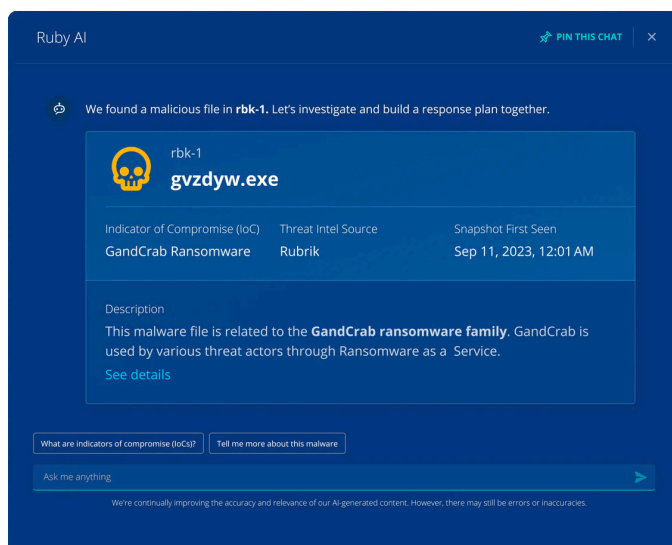 Ruby AI
PIN THIS CHAT
We found a malicious file in rbk-1. Let's investigate and build a response plan together.
rbk-1
gvzdyw.exe
Indicator of Compromise (IoC)
Threat Intel Source
Snapshot First Seen
GandCrab Ransomware
Rubrik
Sep 11, 2023, 12:01 AM
Description
This malware file is related to the GandCrab ransomware family. GandCrab is
used by various threat actors through Ransomware as a Service.
See details
What are indicators of compromise (IoCs)?
Tell me more about this malware
Ask me anything
We're continually improving the accuracy and relevance of our AI-generated content. However, there may still be errors or inaccuracies.